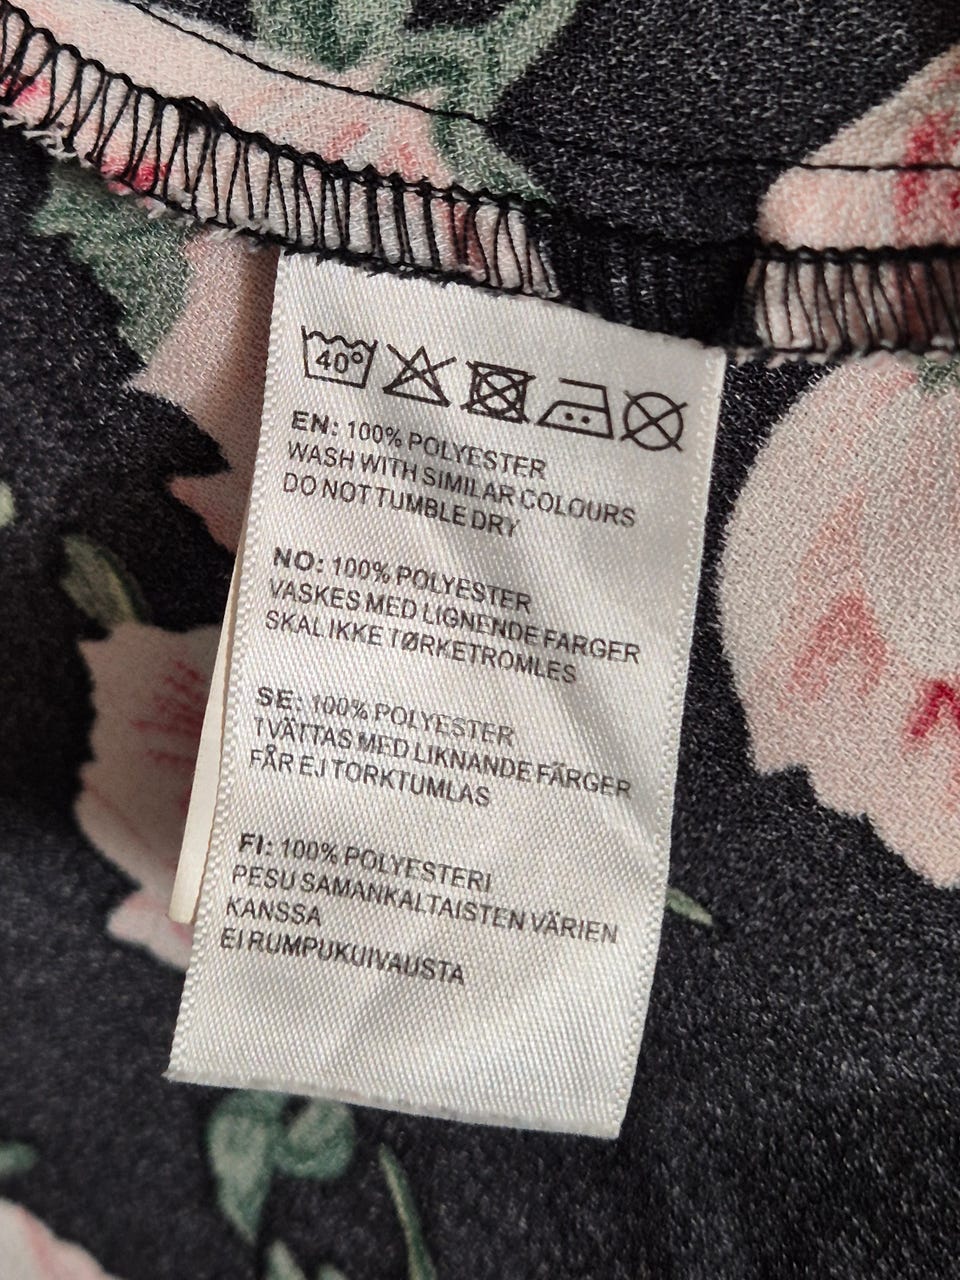 40°
EN: 100% POLYESTER
WASH WITH SIMILAR COLOURS
DO NOT TUMBLE DRY
NO: 100% POLYESTER
VASKES MED LIGNENDE FARGER
SKAL IKKE TØRKETROMLES
SE: 100% POLYESTER
TVÄTTAS MED LIKNANDE FÄRGER
FÅR EJ TORKTUMLAS
FI: 100% POLYESTERI
PESU SAMANKALTAISTEN VÄRIEN
KANSSA
EI RUMPUKUIVAUSTA